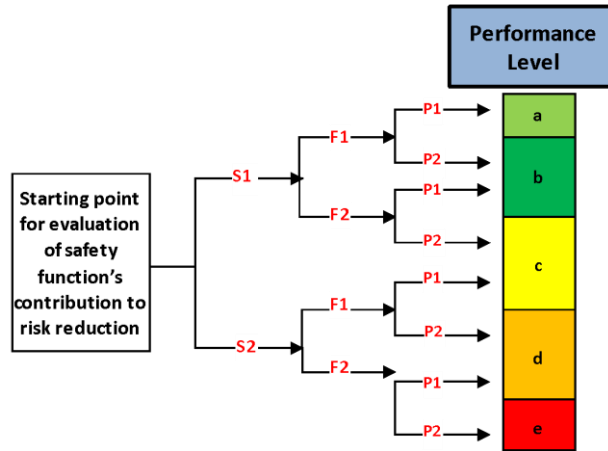 Performance
Level
P1
a
F1
P2
b
S1
P1
F2
P2
Starting point
for evaluation
of safety
function's
contribution to
risk reduction
c
P1
F1
P2
S2
d
F2
P1
P2
e